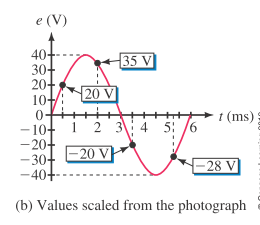 e (V)
40
30
20
10
0
−10
−20
−30
−40
35 V
20 V
−20 V
−28 V
1 2 3 4 5 6
t (ms)
(b) Values scaled from the photograph